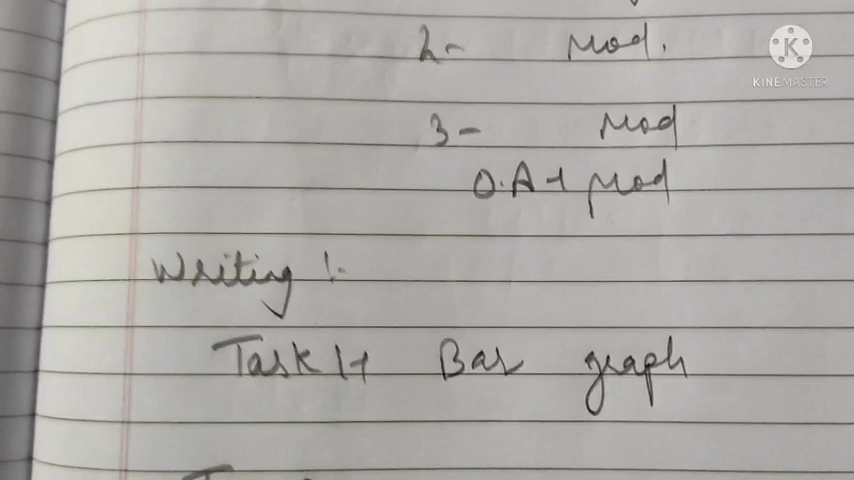 2- Mod.
K
KINEMASTER
3- Mod
O.A-| Mod
Writing :-
Task 1-| Bar graph